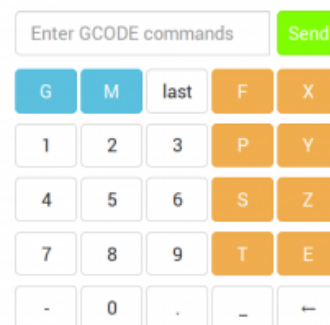 Enter GCODE commands Send
G M last F X
1 2 3 P Y
4 5 6 S Z
7 8 9 T E
- 0 . _ ←